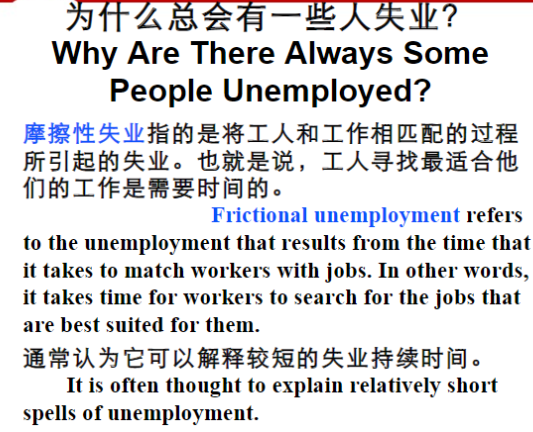 为什么总会有一些人失业?
Why Are There Always Some
People Unemployed?
摩擦性失业指的是将工人和工作相匹配的过程
所引起的失业。也就是说，工人寻找最适合他
们的工作是需要时间的。
Frictional unemployment refers
to the unemployment that results from the time that
it takes to match workers with jobs. In other words,
it takes time for workers to search for the jobs that
are best suited for them.
通常认为它可以解释较短的失业持续时间。
It is often thought to explain relatively short
spells of unemployment.